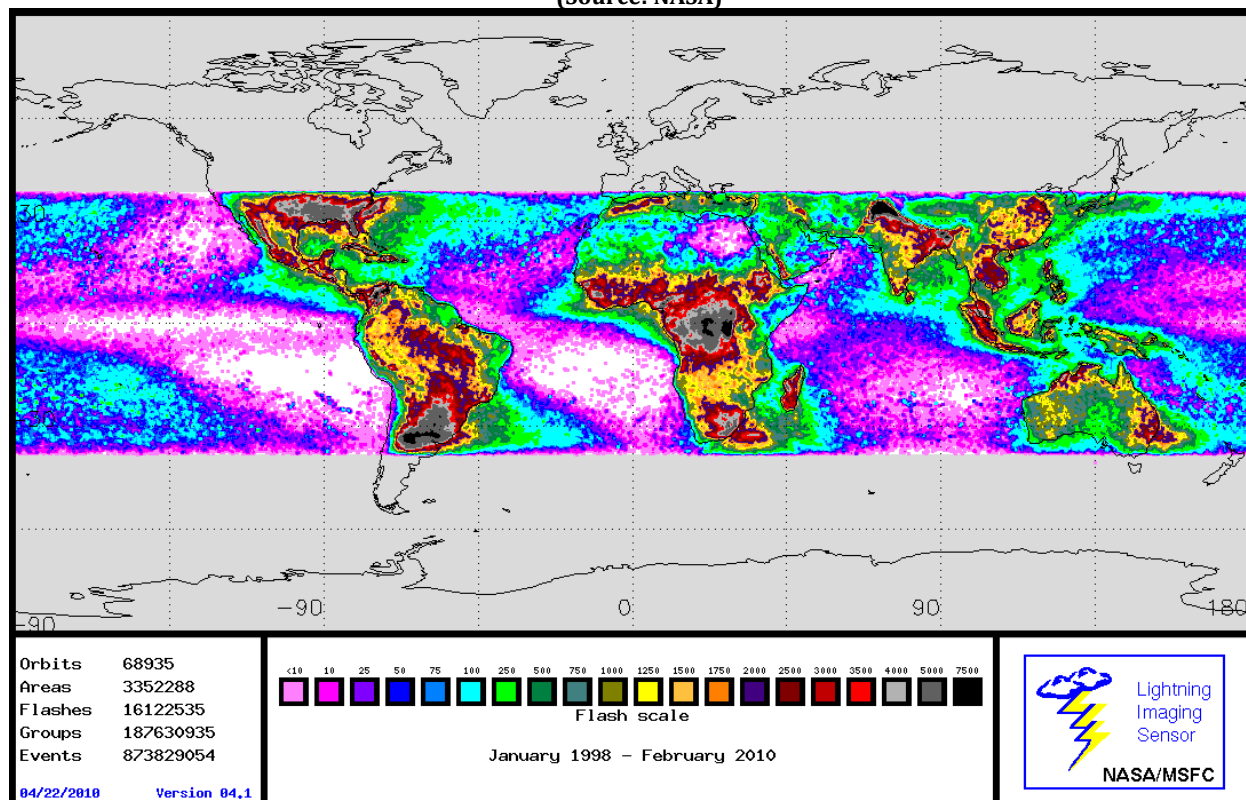 (Source: NASA)
30
0
-30
-90
-90
0
90
180
Orbits 68935
Areas 3352288
Flashes 16122535
Groups 187630935
Events 873829054
04/22/2010 Version 04.1
<10 10 25 50 75 100 250 500 750 1000 1250 1500 1750 2000 2500 3000 3500 4000 5000 7500
Flash scale
January 1998 - February 2010
Lightning
Imaging
Sensor
NASA/MSFC